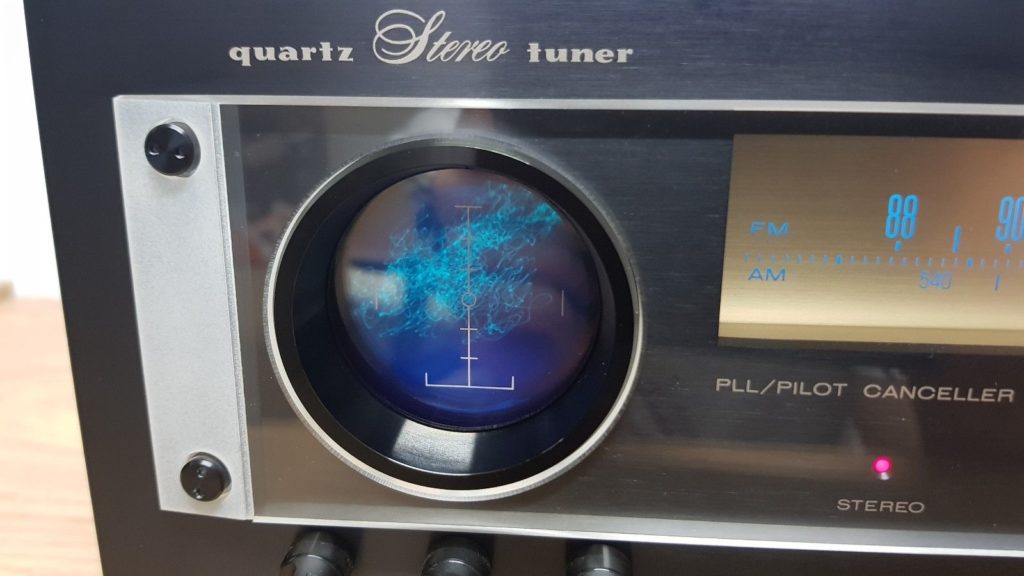 quartz Stereo tuner
FM 88 90
AM 540
PLL/PILOT CANCELLER
STEREO